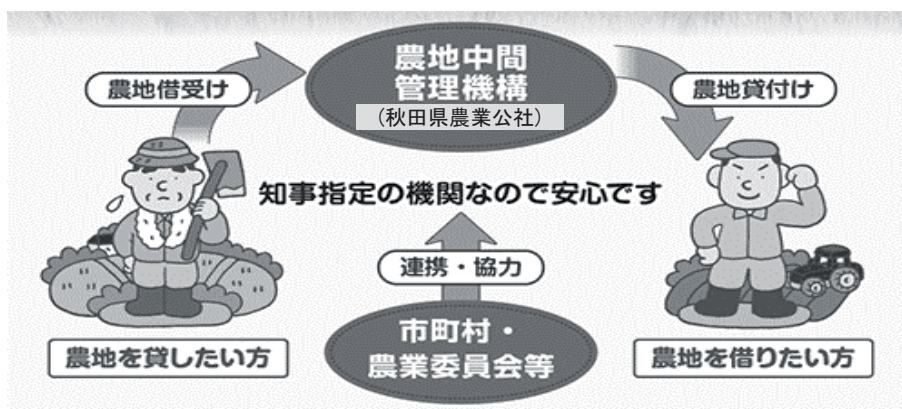 農地中間
管理機構
（秋田県農業公社）
農地借受け
農地貸付け
知事指定の機関なので安心です
連携・協力
市町村・
農業委員会等
農地を貸したい方
農地を借りたい方